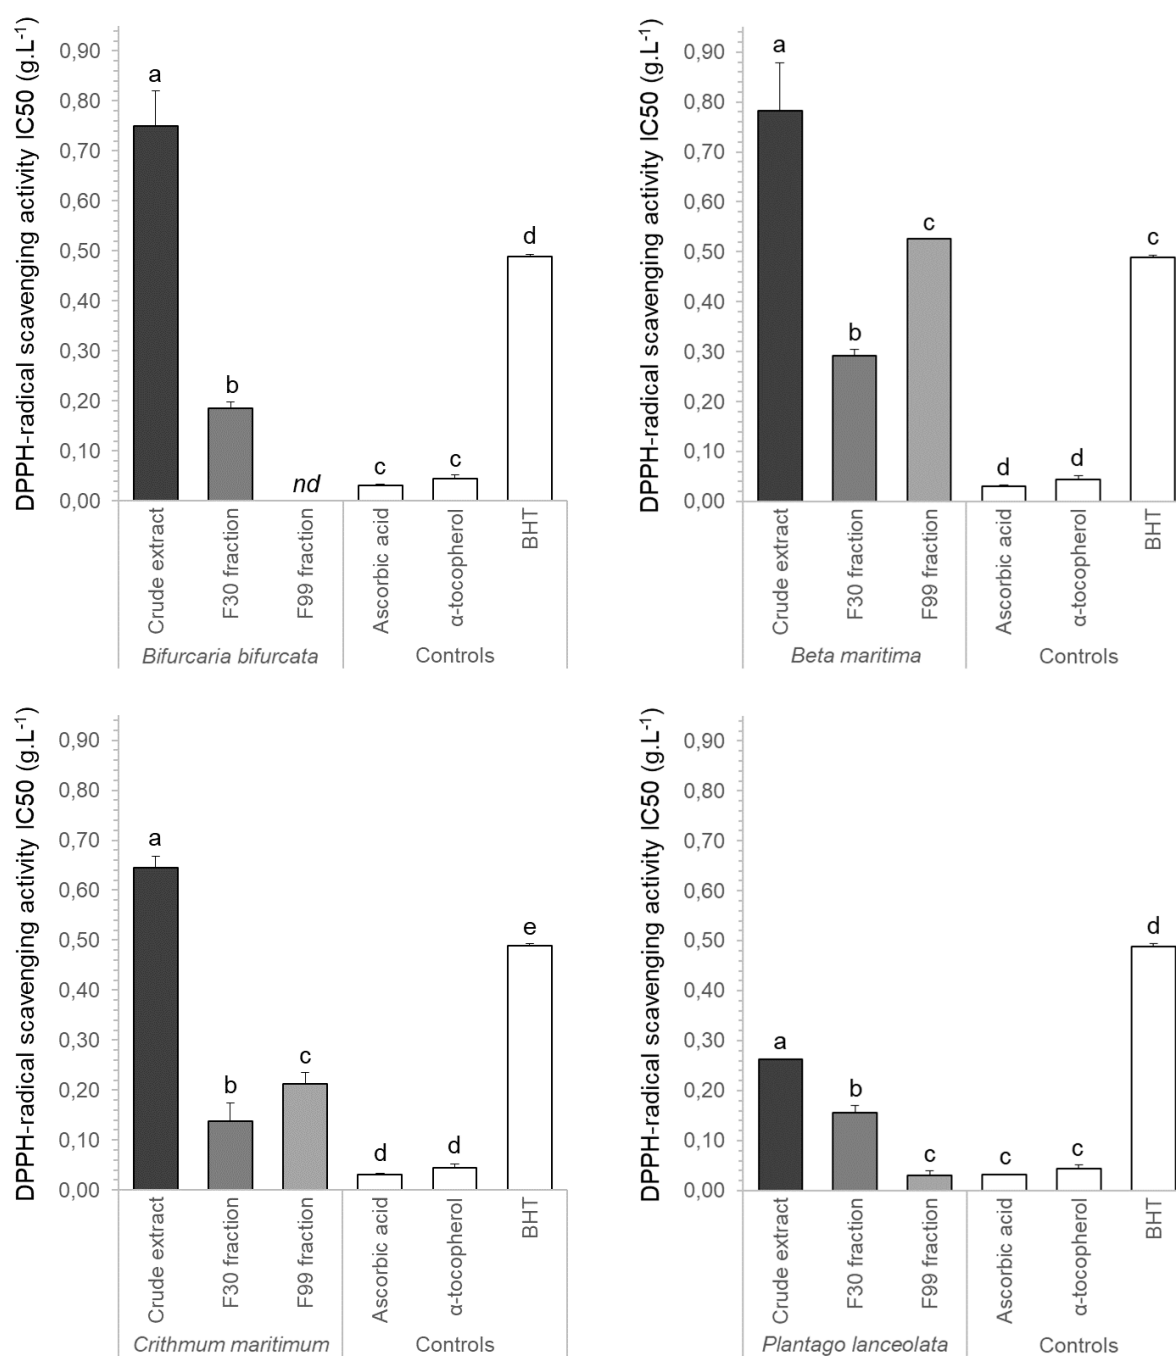 DPPH-radical scavenging activity IC50 (g.L-1)
0,90
0,80
0,70
0,60
0,50
0,40
0,30
0,20
0,10
0,00
a
b
nd
c
c
d
Crude extract
F30 fraction
F99 fraction
Ascorbic acid
α-tocopherol
BHT
Bifurcaria bifurcata
Controls
DPPH-radical scavenging activity IC50 (g.L-1)
0,90
0,80
0,70
0,60
0,50
0,40
0,30
0,20
0,10
0,00
a
b
c
d
d
c
Crude extract
F30 fraction
F99 fraction
Ascorbic acid
α-tocopherol
BHT
Beta maritima
Controls
DPPH-radical scavenging activity IC50 (g.L-1)
0,90
0,80
0,70
0,60
0,50
0,40
0,30
0,20
0,10
0,00
a
b
c
d
d
e
Crude extract
F30 fraction
F99 fraction
Ascorbic acid
α-tocopherol
BHT
Crithmum maritimum
Controls
DPPH-radical scavenging activity IC50 (g.L-1)
0,90
0,80
0,70
0,60
0,50
0,40
0,30
0,20
0,10
0,00
a
b
c
c
c
d
Crude extract
F30 fraction
F99 fraction
Ascorbic acid
α-tocopherol
BHT
Plantago lanceolata
Controls